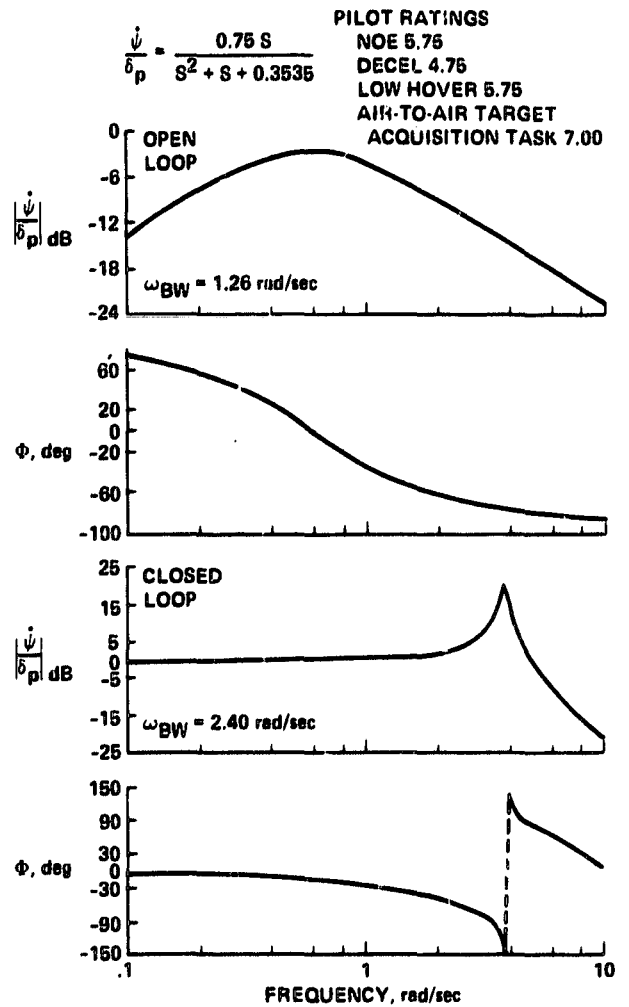 PILOT RATINGS
ψ̇/δp = 0.75 S / S² + S + 0.3535
NOE 5.75
DECEL 4.75
LOW HOVER 5.75
AIR-TO-AIR TARGET
ACQUISITION TASK 7.00
0
-6
-12
-18
-24
OPEN
LOOP
|ψ̇/δp| dB
ωBW = 1.26 rad/sec
60
20
0
-20
-60
-100
Φ, deg
25
15
5
0
-5
-15
-25
CLOSED
LOOP
|ψ̇/δp| dB
ωBW = 2.40 rad/sec
150
90
30
0
-30
-90
-150
Φ, deg
.1 1 10
FREQUENCY, rad/sec